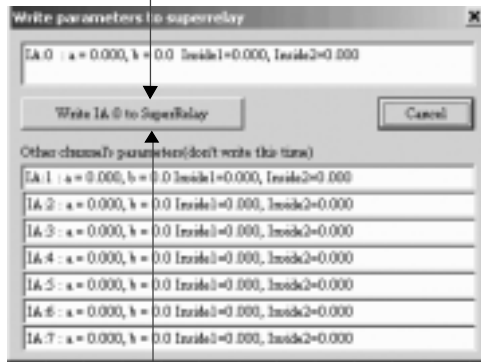 Write parameters to superrelay
IA:0 : a = 0.000, b = 0.0 Inside1=0.000, Inside2=0.000
Write IA:0 to SuperRelay
Cancel
Other channel's parameters(don't write this time)
IA:1 : a = 0.000, b = 0.0 Inside1=0.000, Inside2=0.000
IA:2 : a = 0.000, b = 0.0 Inside1=0.000, Inside2=0.000
IA:3 : a = 0.000, b = 0.0 Inside1=0.000, Inside2=0.000
IA:4 : a = 0.000, b = 0.0 Inside1=0.000, Inside2=0.000
IA:5 : a = 0.000, b = 0.0 Inside1=0.000, Inside2=0.000
IA:6 : a = 0.000, b = 0.0 Inside1=0.000, Inside2=0.000
IA:7 : a = 0.000, b = 0.0 Inside1=0.000, Inside2=0.000